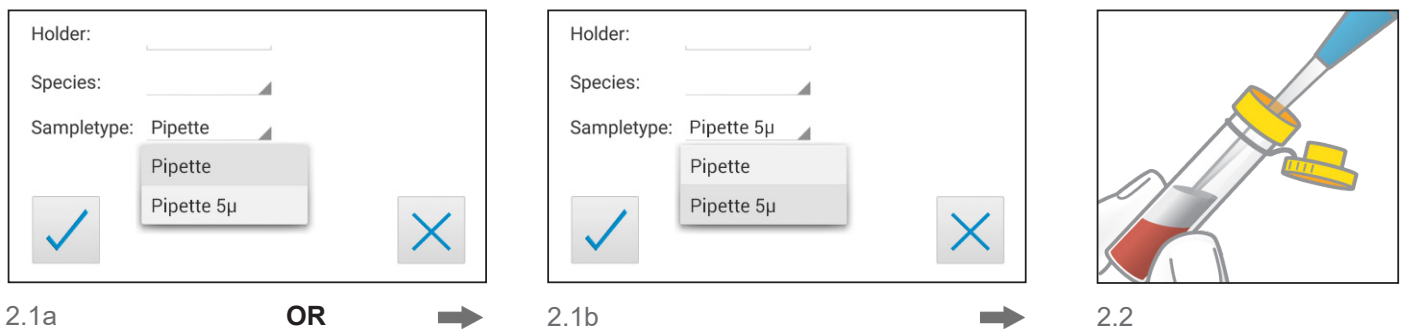 Holder:
Species:
Sampletype: Pipette
Pipette
Pipette 5µ
2.1a
OR
Holder:
Species:
Sampletype: Pipette 5µ
Pipette
Pipette 5µ
2.1b
2.2